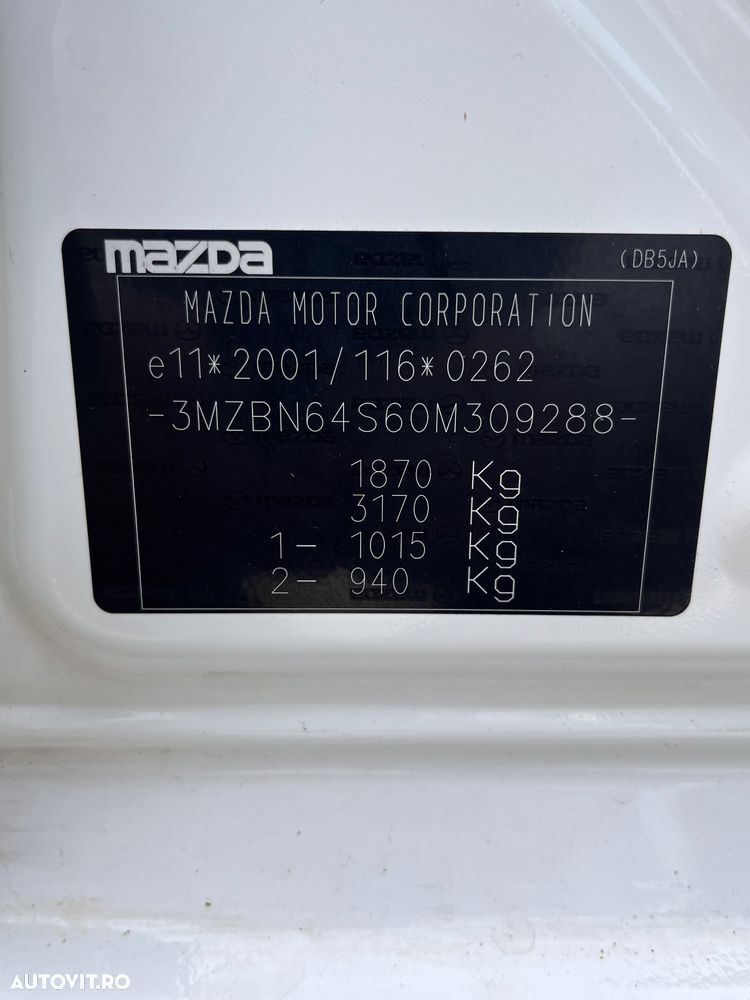 mazda
(DB5JA)
MAZDA MOTOR CORPORATION
e11*2001/116*0262
-3MZBN64S60M309288-
1870 Kg
3170 Kg
1- 1015 Kg
2- 940 Kg
AUTOVIT.RO